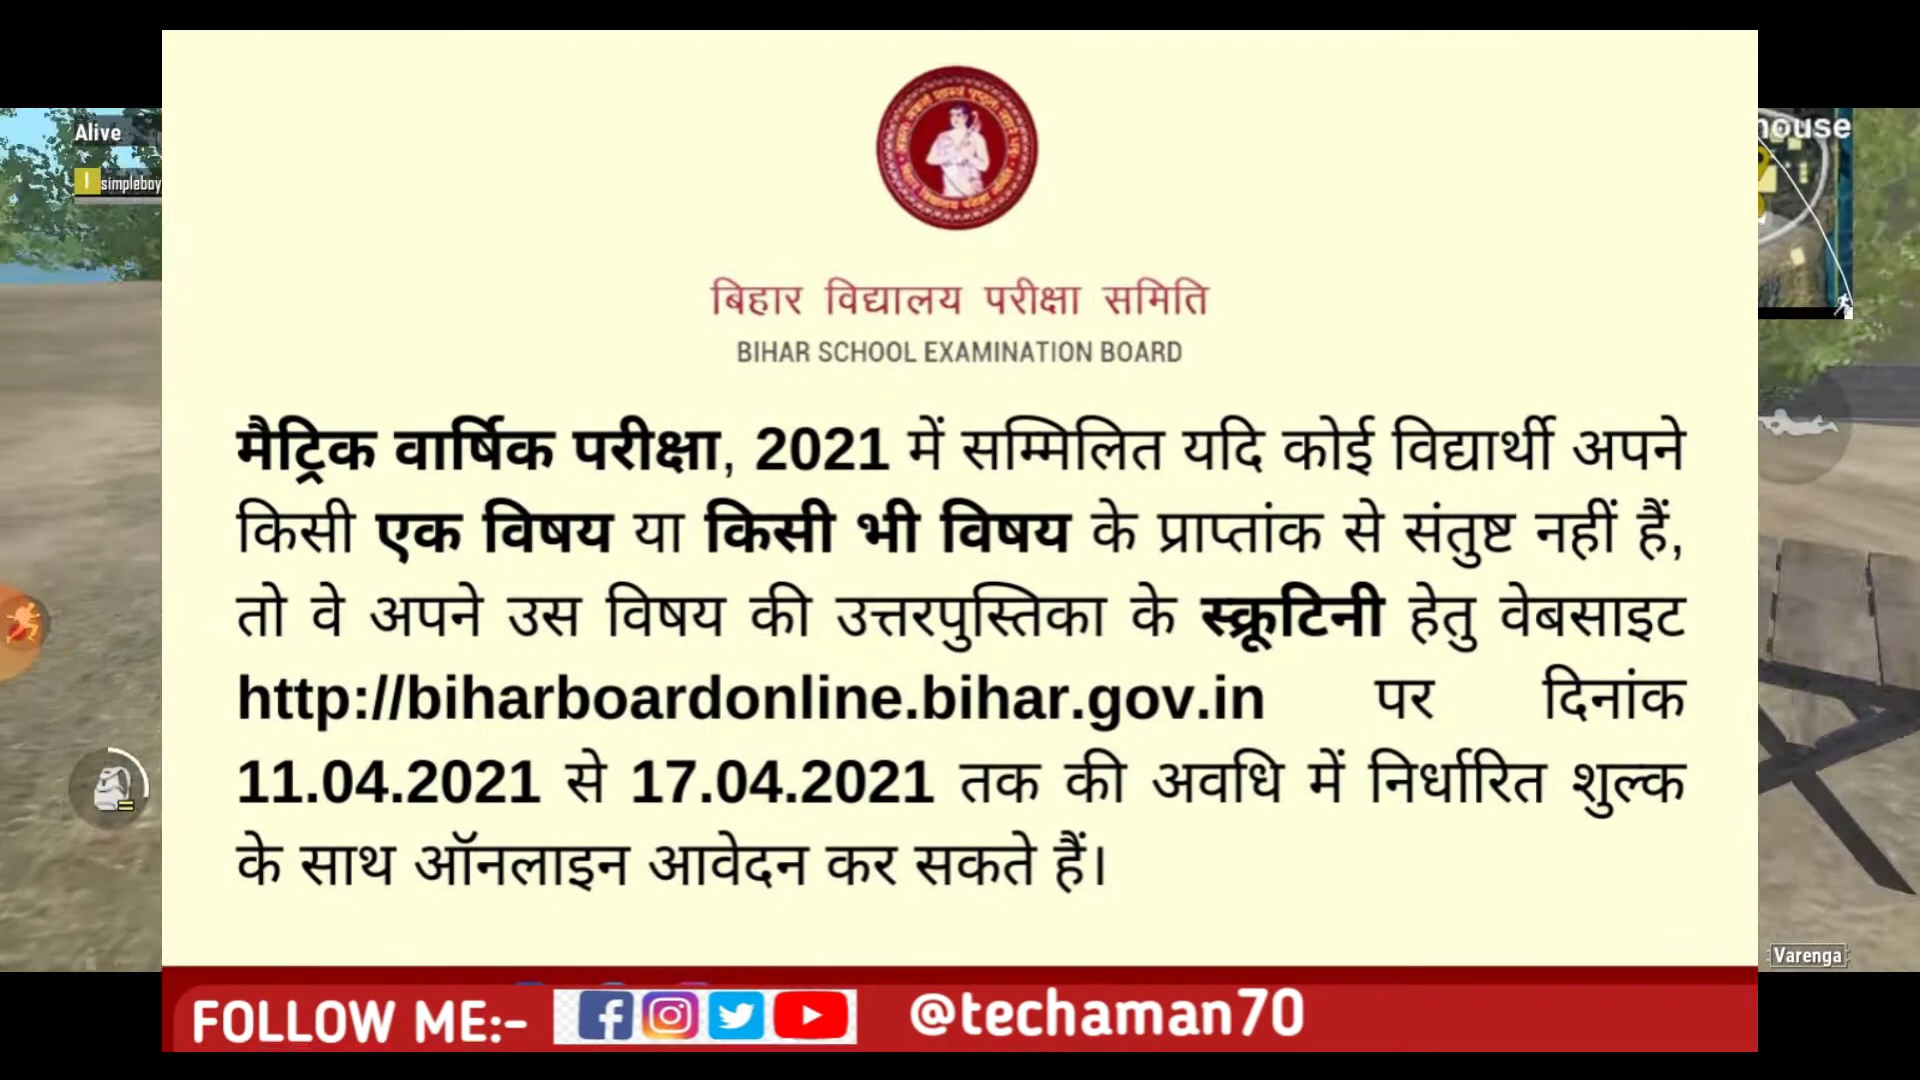 Alive
1 simpleboy
house
बिहार विद्यालय परीक्षा समिति
BIHAR SCHOOL EXAMINATION BOARD
मैट्रिक वार्षिक परीक्षा, 2021 में सम्मिलित यदि कोई विद्यार्थी अपने
किसी एक विषय या किसी भी विषय के प्राप्तांक से संतुष्ट नहीं हैं,
तो वे अपने उस विषय की उत्तरपुस्तिका के स्क्रूटिनी हेतु वेबसाइट
http://biharboardonline.bihar.gov.in पर दिनांक
11.04.2021 से 17.04.2021 तक की अवधि में निर्धारित शुल्क
के साथ ऑनलाइन आवेदन कर सकते हैं।
Varenga
FOLLOW ME:- @techaman70